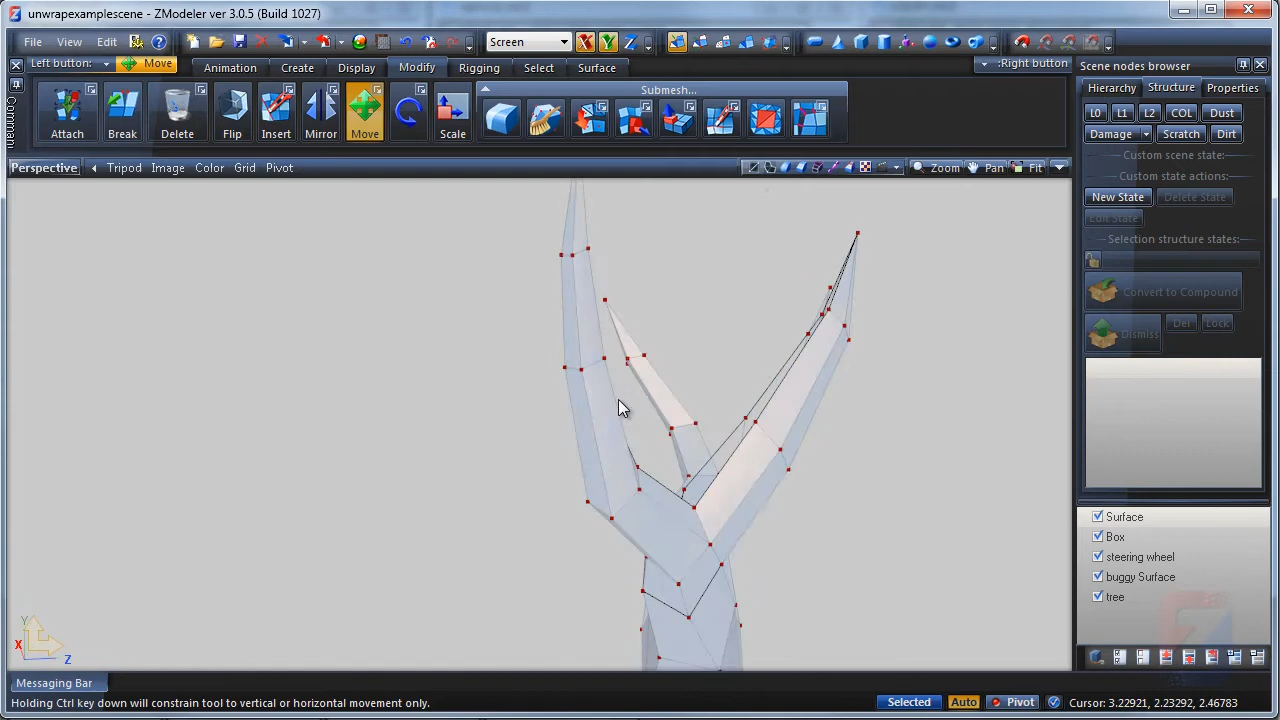 unwrapexamplescene - ZModeler ver 3.0.5 (Build 1027)
File View Edit Screen X Y Z
Left button: Move Animation Create Display Modify Rigging Select Surface :Right button Scene nodes browser
Hierarchy Structure Properties
Submesh...
Attach Break Delete Flip Insert Mirror Move Scale
L0 L1 L2 COL Dust
Damage Scratch Dirt
Custom scene state:
Perspective Tripod Image Color Grid Pivot Zoom Pan Fit
Custom state actions:
New State Delete State
Edit State
Selection structure states:
Convert to Compound
Dismiss Del Lock
Surface
Box
steering wheel
buggy Surface
tree
Y
X
Z
Messaging Bar
Holding Ctrl key down will constrain tool to vertical or horizontal movement only. Selected Auto Pivot Cursor: 3.22921, 2.23292, 2.46783